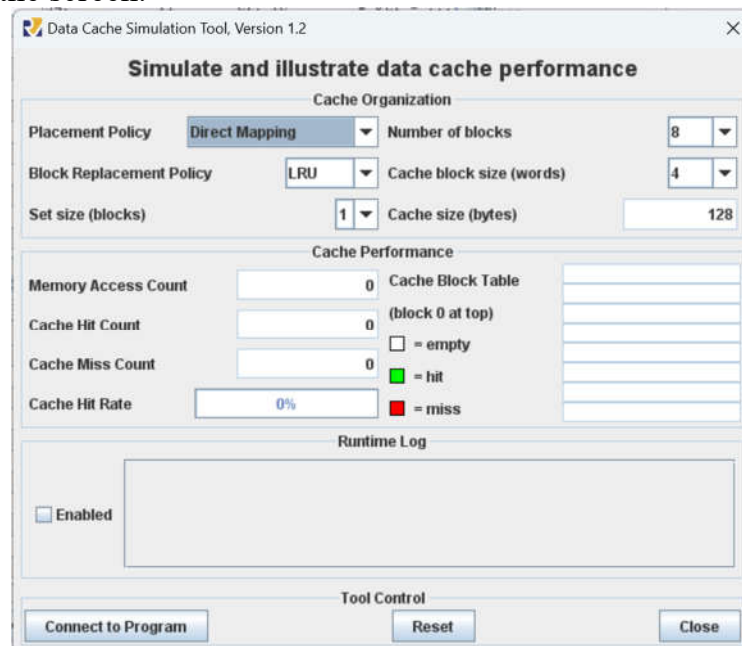 Data Cache Simulation Tool, Version 1.2
Simulate and illustrate data cache performance
Cache Organization
Placement Policy Direct Mapping Number of blocks 8
Block Replacement Policy LRU Cache block size (words) 4
Set size (blocks) 1 Cache size (bytes) 128
Cache Performance
Memory Access Count 0 Cache Block Table
(block 0 at top)
Cache Hit Count 0
= empty
Cache Miss Count 0
= hit
Cache Hit Rate 0%
= miss
Runtime Log
Enabled
Tool Control
Connect to Program Reset Close